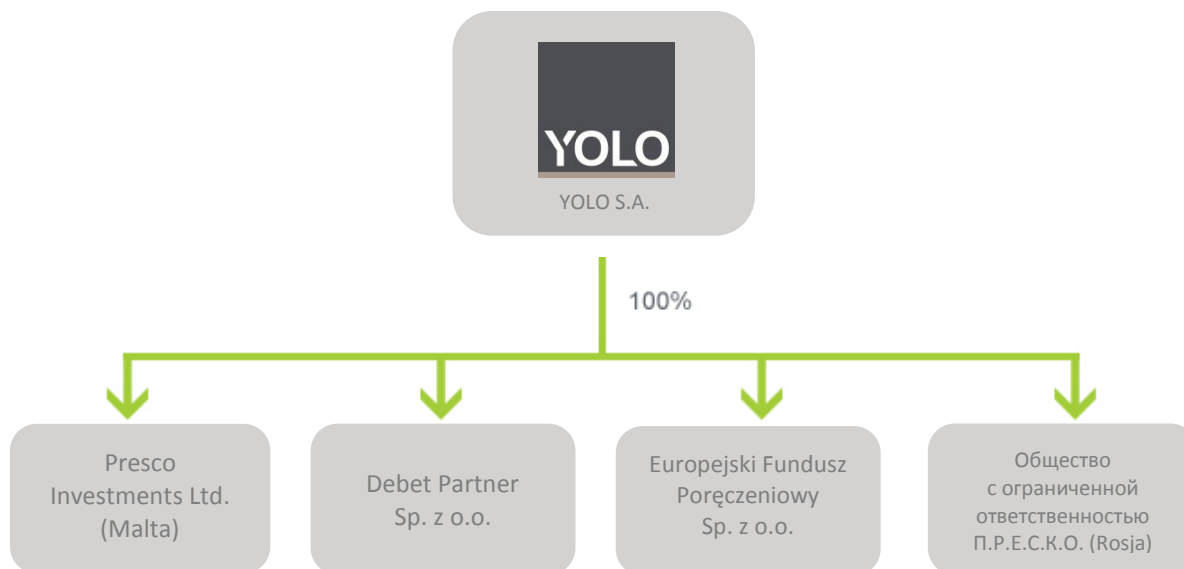 YOLO
YOLO S.A.
100%
Presco
Investments Ltd.
(Malta)
Debet Partner
Sp. z o.o.
Europejski Fundusz
Poręczeniowy
Sp. z o.o.
Общество
с ограниченной
ответственностью
П.Р.Е.С.К.О. (Rosja)